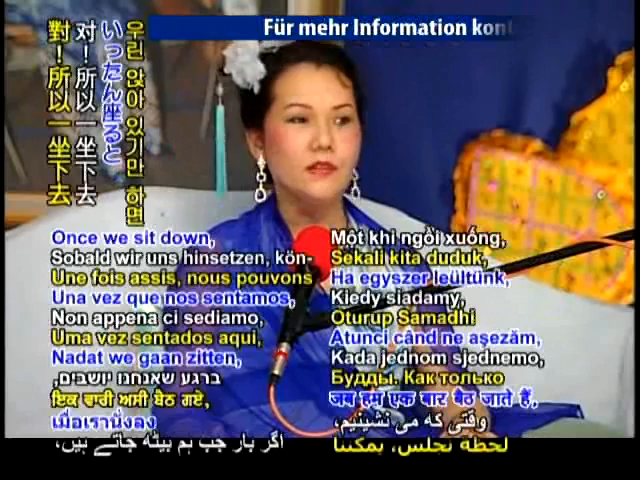 Für mehr Information kont
우린 앉아 있기만 하면
いったん座ると
对！所以一坐下去
對！所以一坐下去
Once we sit down,
Sobald wir uns hinsetzen, kön-
Une fois assis, nous pouvons
Una vez que nos sentamos,
Non appena ci sediamo,
Uma vez sentados aqui,
Nadat we gaan zitten,
ברגע שאנחנו יושבים,
ਇਕ ਵਾਰੀ ਅਸੀ ਬੈਠ ਗਏ,
เมื่อเรานั่งลง
اگر بار جب ہم بیٹھ جاتے ہیں،
Một khi ngồi xuống,
Sekali kita duduk,
Ha egyszer leültünk,
Kiedy siadamy,
Oturup Samadhi
Atunci când ne aşezăm,
Kada jednom sjednemo,
Будды. Как только
जब हम एक बार बैठ जाते हैं,
وقتی که می نشینیم،
لحظة نجلس، يمكننا